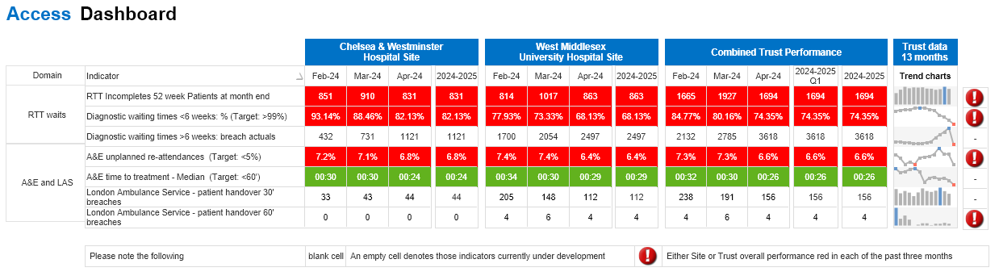 Access Dashboard
Chelsea & Westminster
Hospital Site
West Middlesex
University Hospital Site
Combined Trust Performance
Trust data
13 months
Domain
Indicator
Feb-24 Mar-24 Apr-24 2024-2025
Feb-24 Mar-24 Apr-24 2024-2025
Feb-24 Mar-24 Apr-24 2024-2025 Q1 2024-2025
Trend charts
RTT waits
RTT Incompletes 52 week Patients at month end 851 910 831 831 814 1017 863 863 1665 1927 1694 1694 1694
Diagnostic waiting times <6 weeks: % (Target: >99%) 93.14% 88.46% 82.13% 82.13% 77.93% 73.33% 68.13% 68.13% 84.77% 80.16% 74.35% 74.35% 74.35%
Diagnostic waiting times >6 weeks: breach actuals 432 731 1121 1121 1700 2054 2497 2497 2132 2785 3618 3618 3618 -
A&E and LAS
A&E unplanned re-attendances (Target: <5%) 7.2% 7.1% 6.8% 6.8% 7.4% 7.4% 6.4% 6.4% 7.3% 7.3% 6.6% 6.6% 6.6%
A&E time to treatment - Median (Target: <60') 00:30 00:30 00:24 00:24 00:34 00:30 00:29 00:29 00:32 00:30 00:26 00:26 00:26 -
London Ambulance Service - patient handover 30'
breaches 33 43 44 44 205 148 112 112 238 191 156 156 156 -
London Ambulance Service - patient handover 60'
breaches 0 0 0 0 4 6 4 4 4 6 4 4 4
Please note the following
blank cell
An empty cell denotes those indicators currently under development
Either Site or Trust overall performance red in each of the past three months